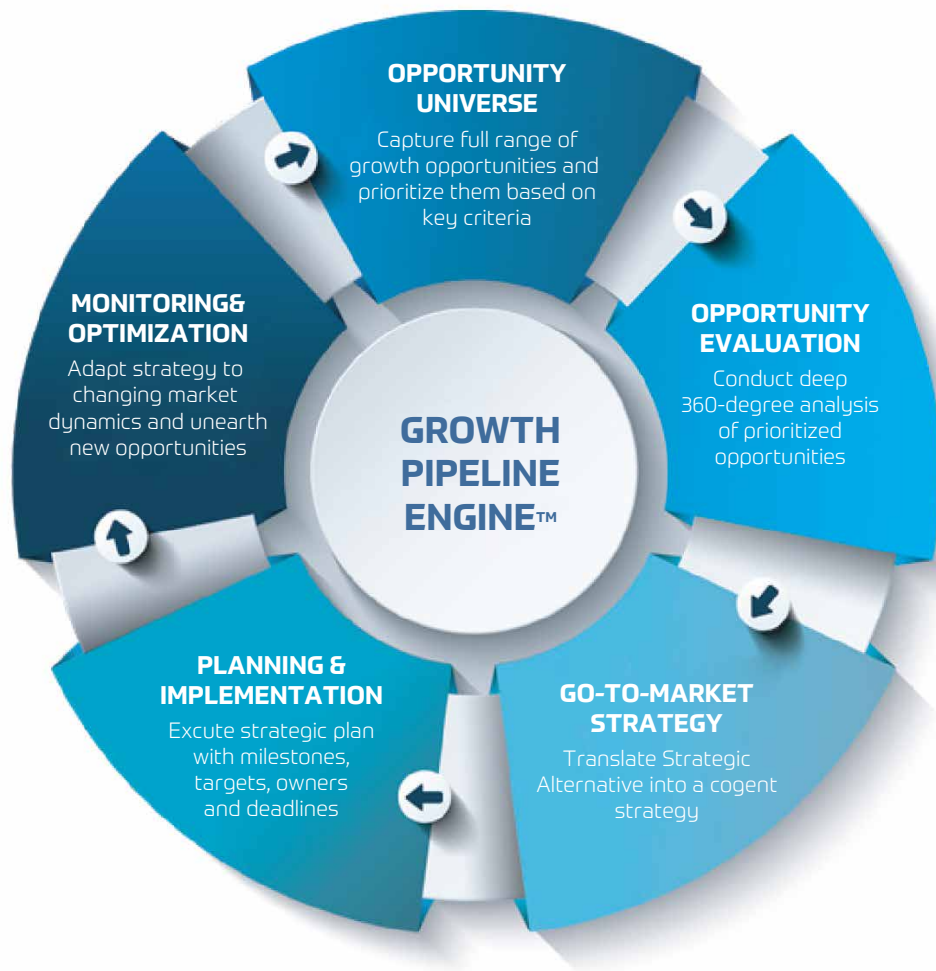 OPPORTUNITY
UNIVERSE
Capture full range of
growth opportunities and
prioritize them based on
key criteria
OPPORTUNITY
EVALUATION
Conduct deep
360-degree analysis
of prioritized
opportunities
GO-TO-MARKET
STRATEGY
Translate Strategic
Alternative into a cogent
strategy
PLANNING &
IMPLEMENTATION
Excute strategic plan
with milestones,
targets, owners
and deadlines
MONITORING&
OPTIMIZATION
Adapt strategy to
changing market
dynamics and unearth
new opportunities
GROWTH
PIPELINE
ENGINE™